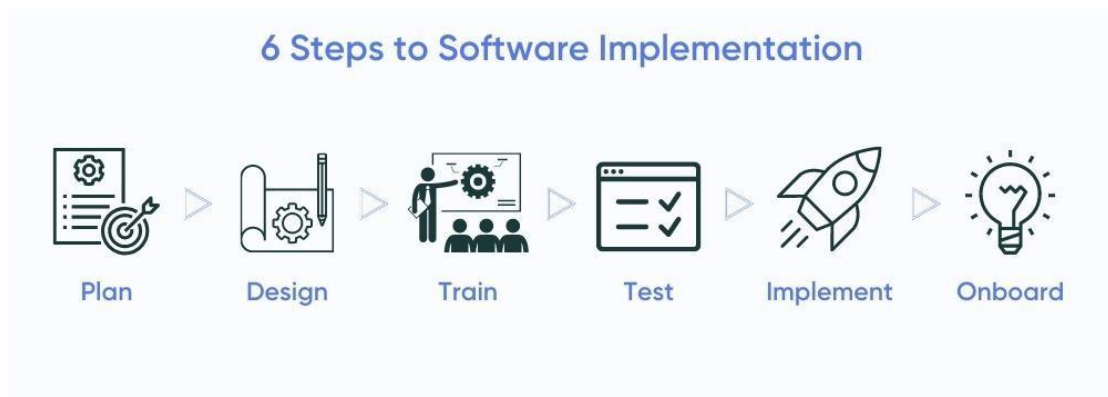 6 Steps to Software Implementation
Plan
Design
Train
Test
Implement
Onboard